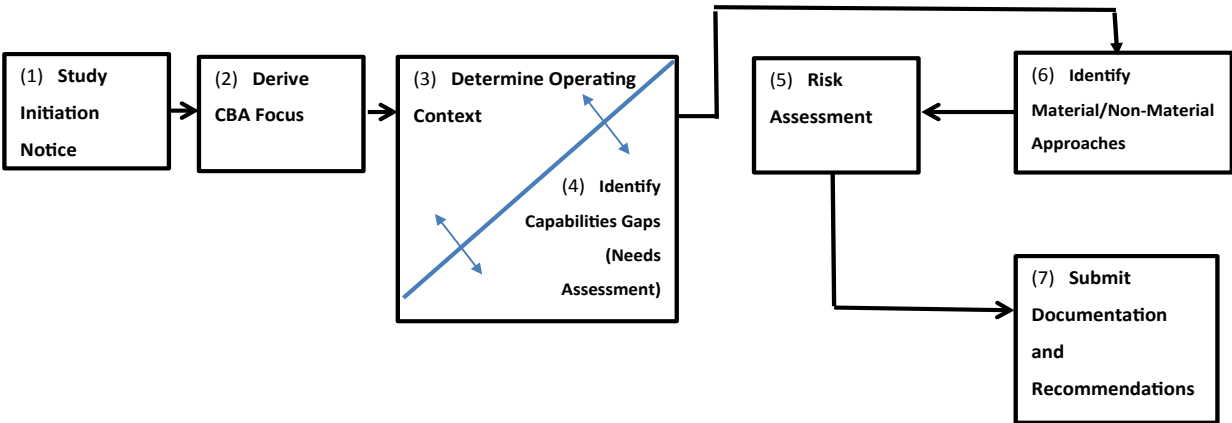 (1) Study
Initiation
Notice
(2) Derive
CBA Focus
(3) Determine Operating
Context
(4) Identify
Capabilities Gaps
(Needs
Assessment)
(5) Risk
Assessment
(6) Identify
Material/Non-Material
Approaches
(7) Submit
Documentation
and
Recommendations